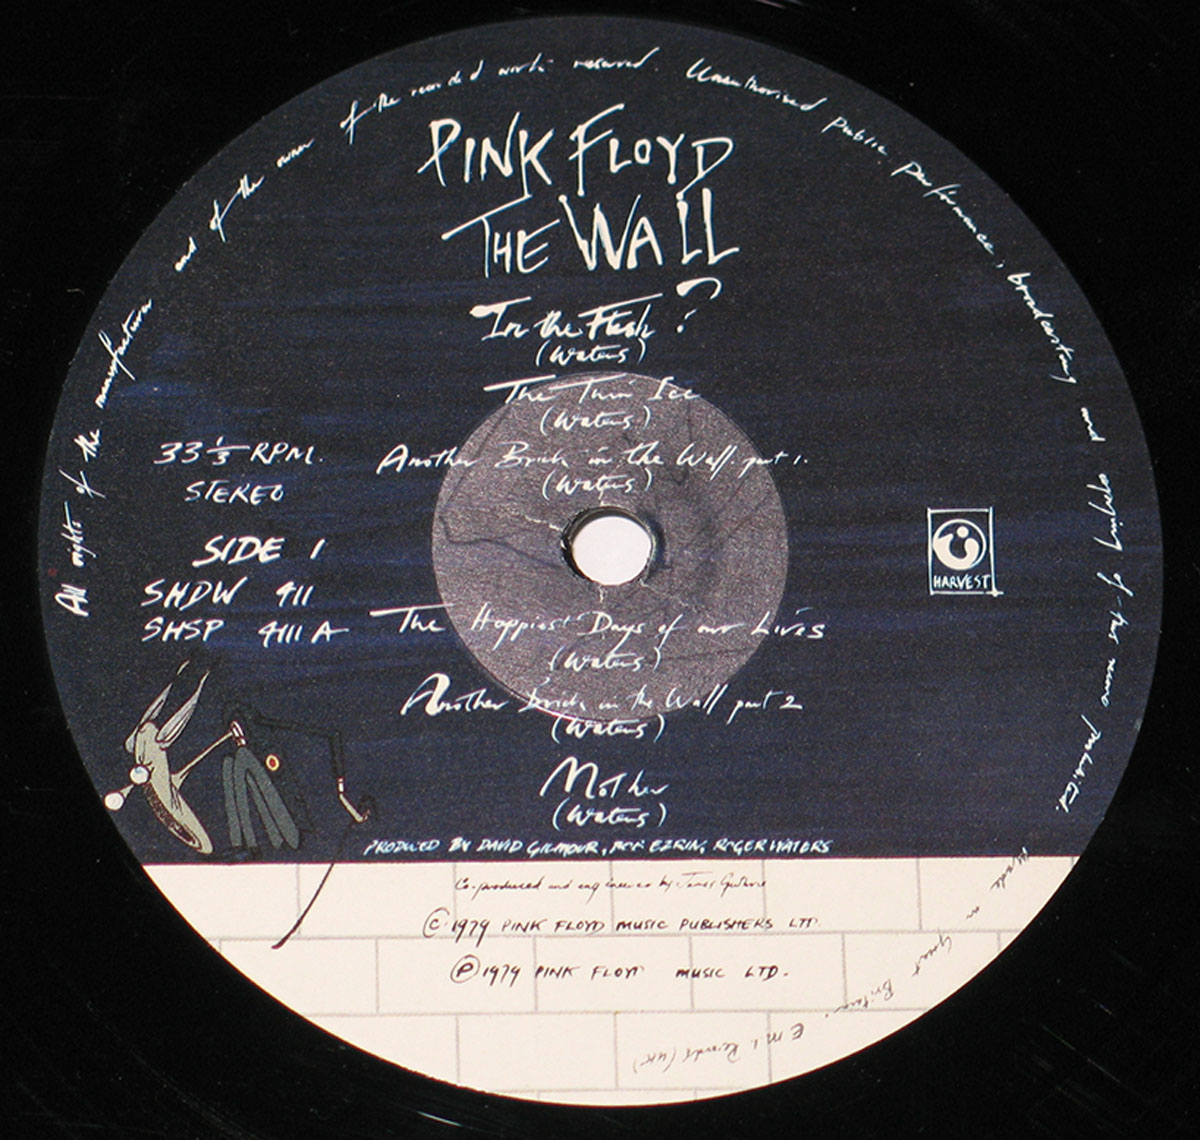 All rights of the manufacturer and of the owner of the recorded work reserved. Unauthorised public performance, broadcasting and copying of this
PINK FLOYD
THE WALL
In the Flesh?
(Waters)
The Thin Ice
(Waters)
Another Brick in the Wall part 1.
(Waters)
33 1/3 RPM.
STEREO
SIDE 1
SHDW 411
SHSP 4111 A
HARVEST
The Happiest Days of our Lives
(Waters)
Another Brick in the Wall part 2
(Waters)
Mother
(Waters)
PRODUCED BY DAVID GILMOUR, BOB EZRIN, ROGER WATERS
Co-produced and engineered by James Guthrie
© 1979 PINK FLOYD MUSIC PUBLISHERS LTD.
℗ 1979 PINK FLOYD MUSIC LTD.
Made in Great Britain. E.M.I. Records (UK)